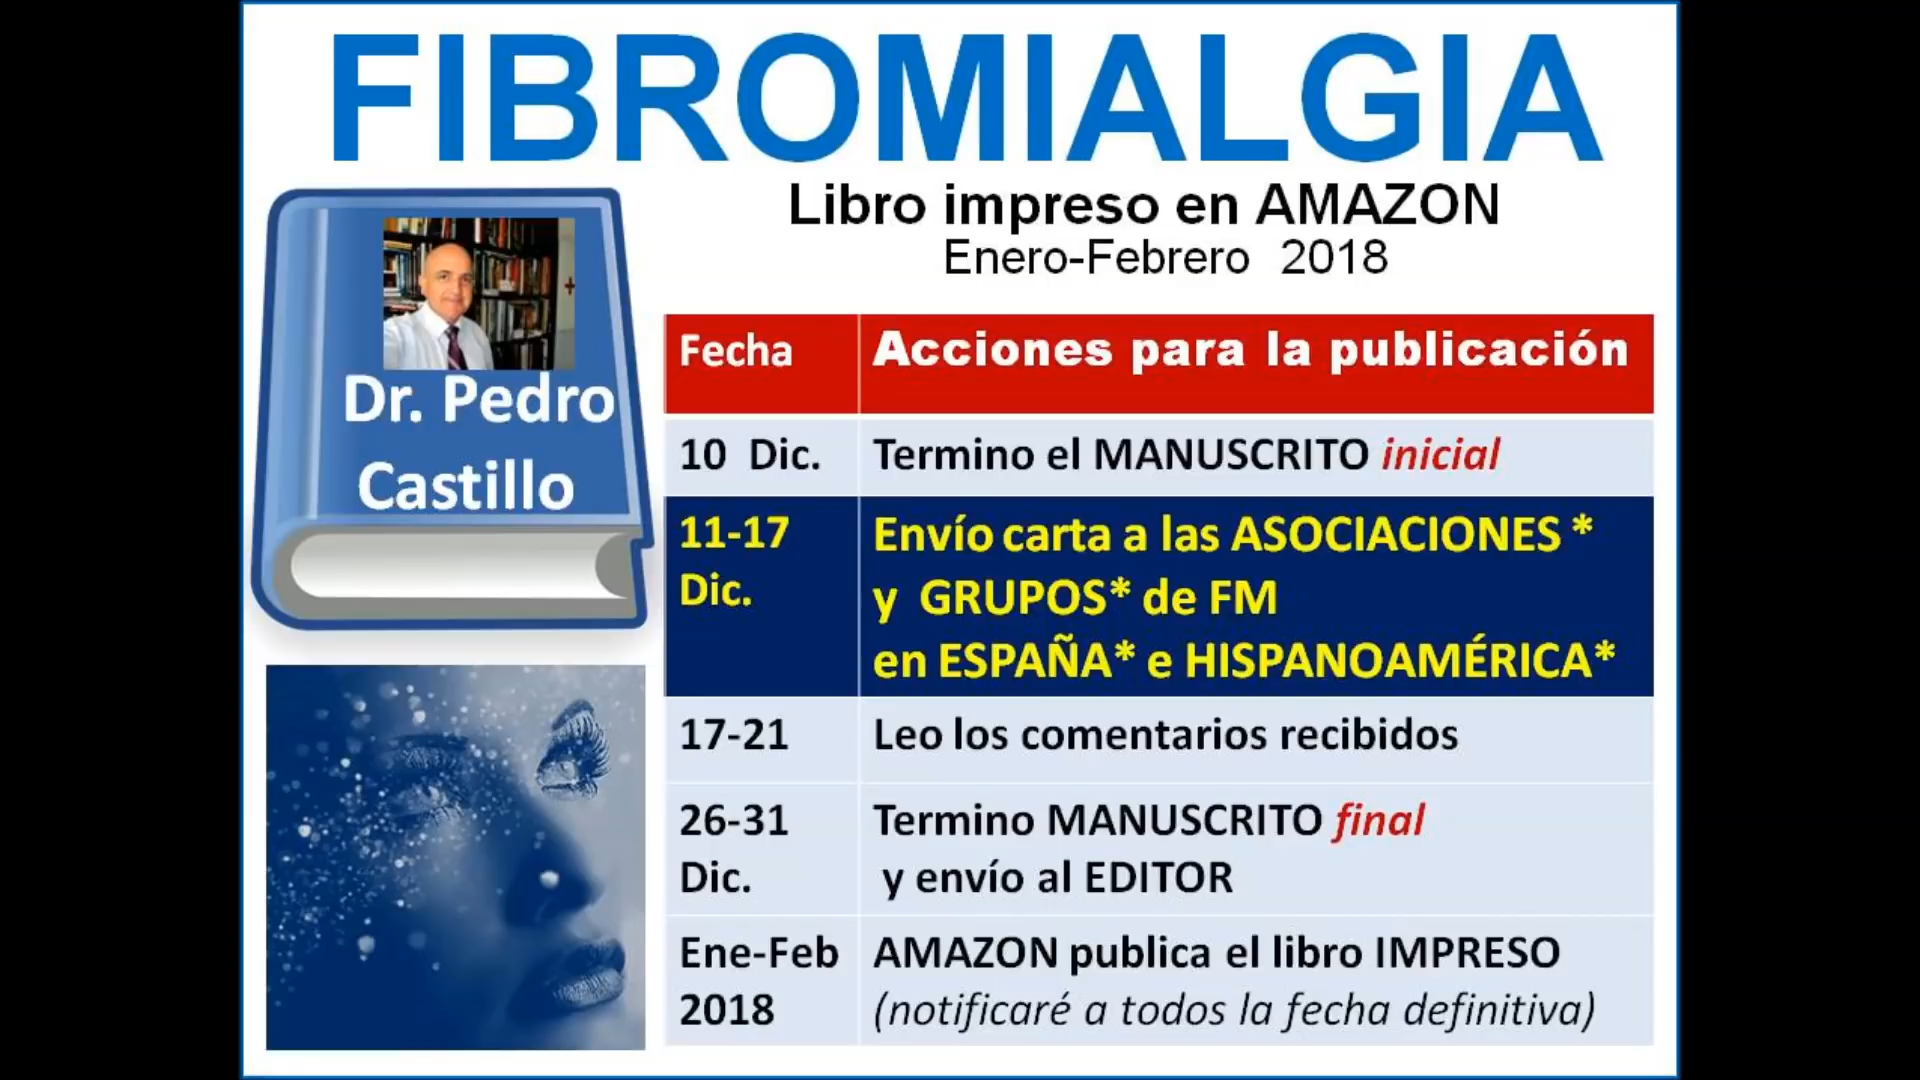 FIBROMIALGIA
Libro impreso en AMAZON
Enero-Febrero 2018
Dr. Pedro
Castillo
Fecha Acciones para la publicación
10 Dic. Termino el MANUSCRITO inicial
11-17 Envío carta a las ASOCIACIONES *
Dic. y GRUPOS* de FM
en ESPAÑA* e HISPANOAMÉRICA*
17-21 Leo los comentarios recibidos
26-31 Termino MANUSCRITO final
Dic. y envío al EDITOR
Ene-Feb AMAZON publica el libro IMPRESO
2018 (notificaré a todos la fecha definitiva)